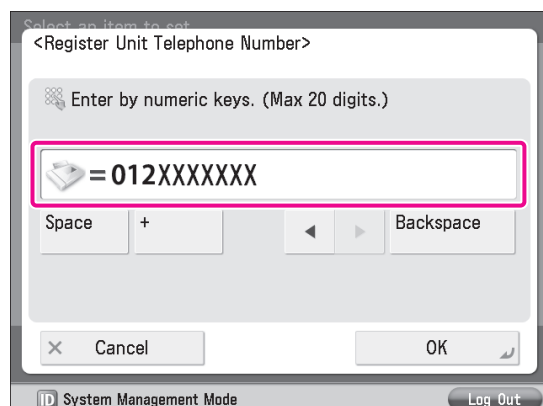 Select an item to set.
<Register Unit Telephone Number>
Enter by numeric keys. (Max 20 digits.)
=012XXXXXXX
Space + Backspace
Cancel OK
ID System Management Mode Log Out